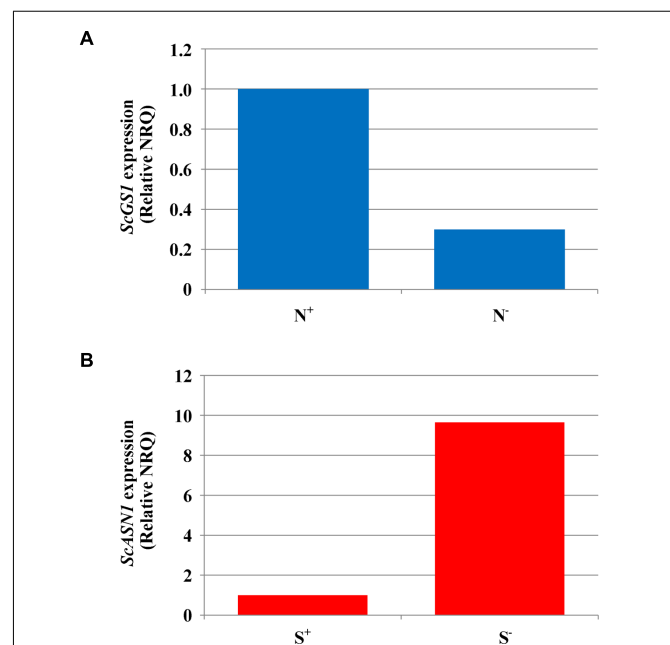 A
ScGS1 expression
(Relative NRQ)
1.2
1.0
0.8
0.6
0.4
0.2
0
N⁺
N⁻
B
ScASN1 expression
(Relative NRQ)
12
10
8
6
4
2
0
S⁺
S⁻